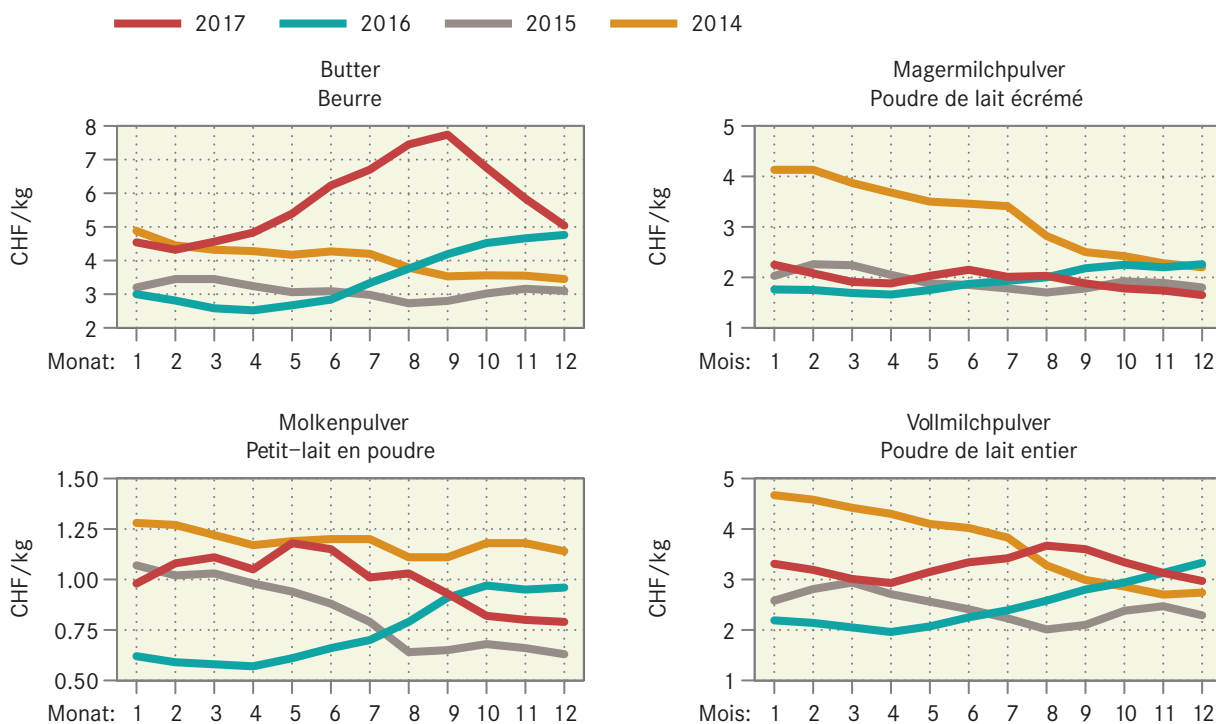 2017 2016 2015 2014
Butter
Beurre
CHF/kg
8
7
6
5
4
3
2
Monat: 1 2 3 4 5 6 7 8 9 10 11 12
Magermilchpulver
Poudre de lait écrémé
CHF/kg
5
4
3
2
1
Mois: 1 2 3 4 5 6 7 8 9 10 11 12
Molkenpulver
Petit-lait en poudre
CHF/kg
1.50
1.25
1.00
0.75
0.50
Monat: 1 2 3 4 5 6 7 8 9 10 11 12
Vollmilchpulver
Poudre de lait entier
CHF/kg
5
4
3
2
1
Mois: 1 2 3 4 5 6 7 8 9 10 11 12